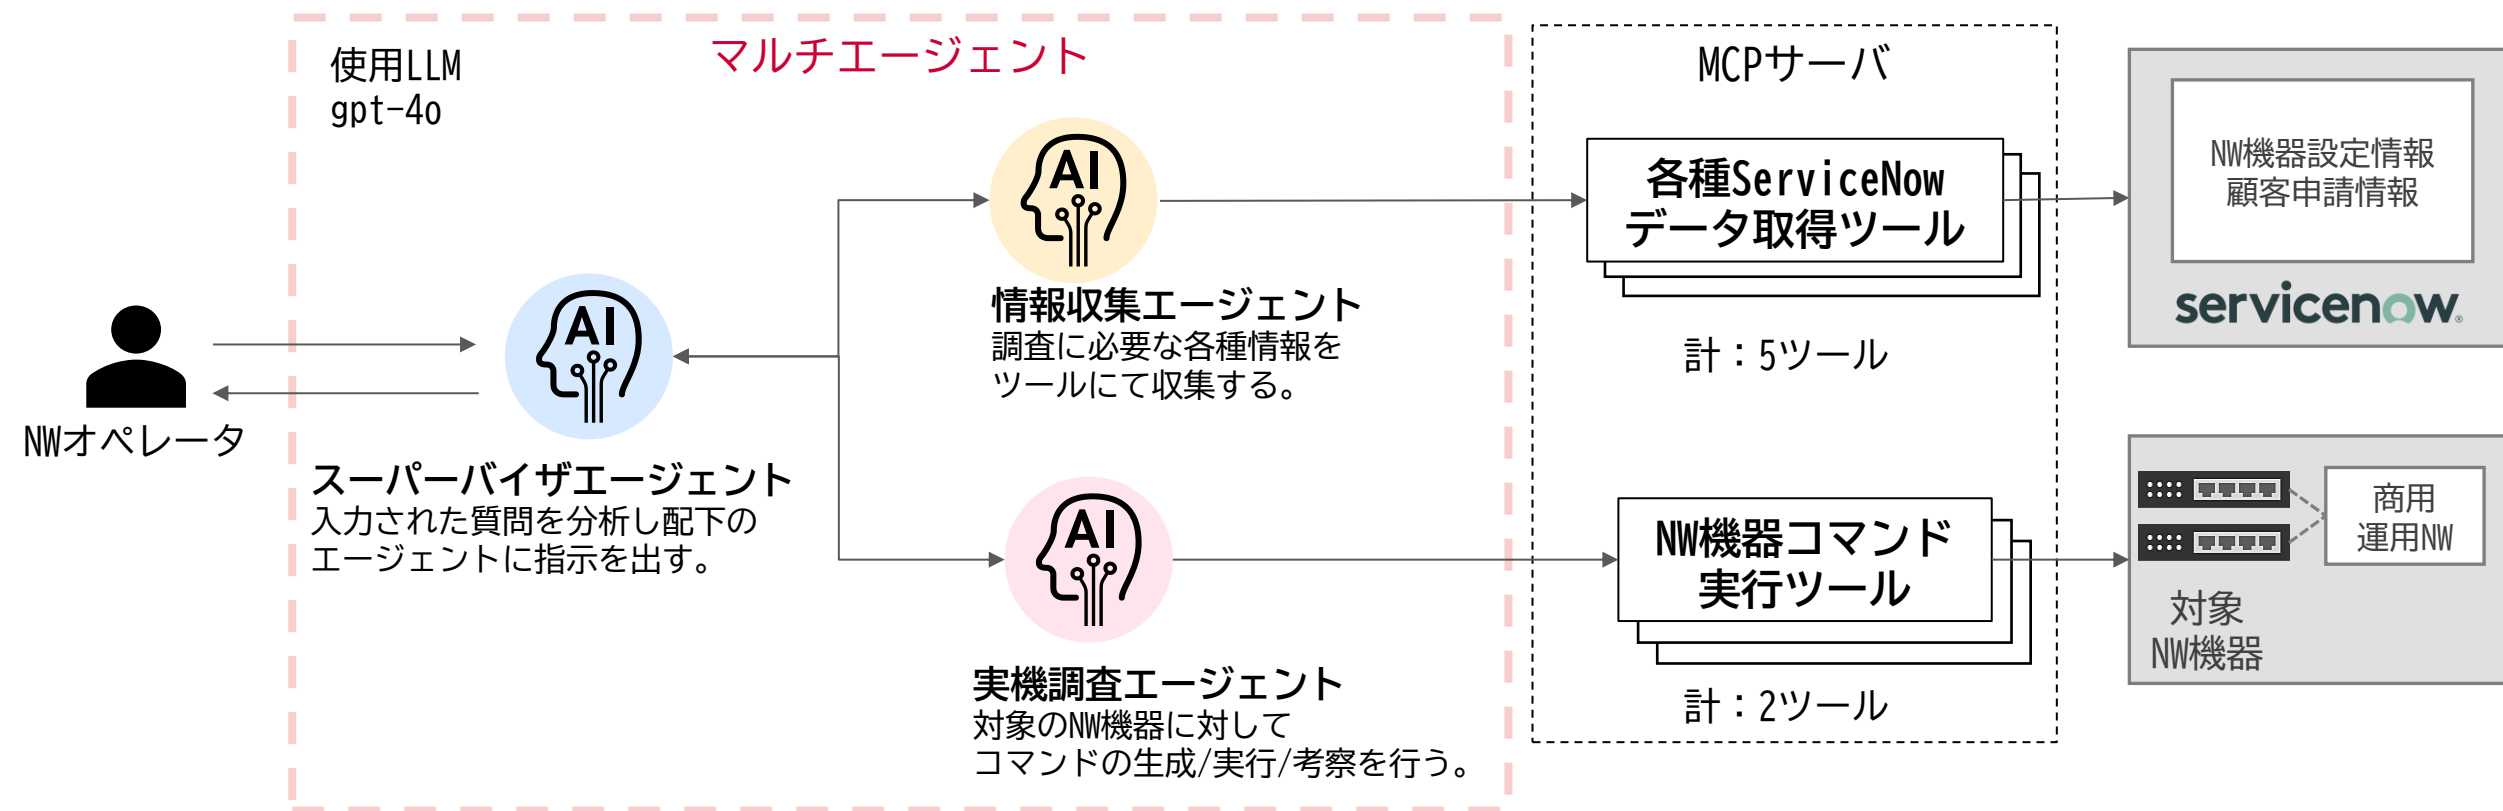 使用LLM
gpt-4o
マルチエージェント
NWオペレータ
スーパーバイザエージェント
入力された質問を分析し配下の
エージェントに指示を出す。
AI
AI
情報収集エージェント
調査に必要な各種情報を
ツールにて収集する。
AI
実機調査エージェント
対象のNW機器に対して
コマンドの生成/実行/考察を行う。
MCPサーバ
各種ServiceNow
データ取得ツール
計：5ツール
NW機器コマンド
実行ツール
計：2ツール
NW機器設定情報
顧客申請情報
servicenow®
商用
運用NW
対象
NW機器